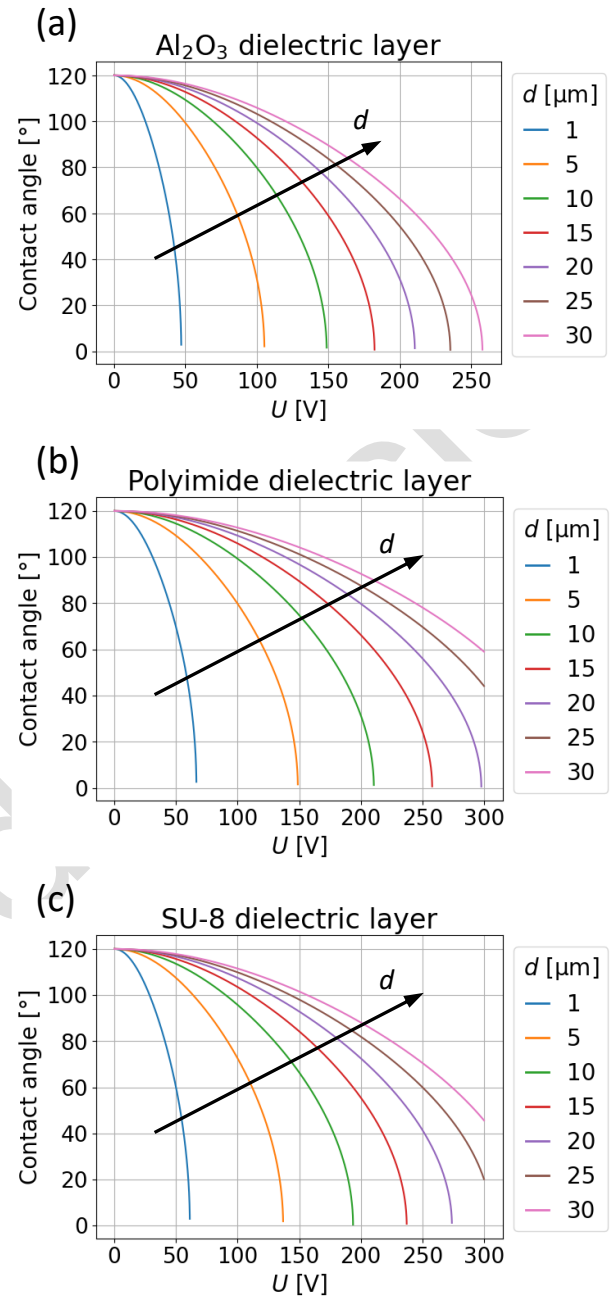 (a)
Al₂O₃ dielectric layer
120
100
80
60
40
20
0
Contact angle [°]
0 50 100 150 200 250
U [V]
d
d [µm]
1
5
10
15
20
25
30
(b)
Polyimide dielectric layer
120
100
80
60
40
20
0
Contact angle [°]
0 50 100 150 200 250 300
U [V]
d
d [µm]
1
5
10
15
20
25
30
(c)
SU-8 dielectric layer
120
100
80
60
40
20
0
Contact angle [°]
0 50 100 150 200 250 300
U [V]
d
d [µm]
1
5
10
15
20
25
30